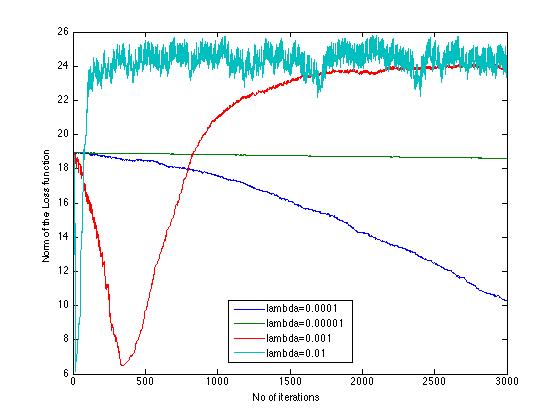 26
24
22
20
18
16
14
12
10
8
6
Norm of the Loss function
lambda=0.0001
lambda=0.00001
lambda=0.001
lambda=0.01
0 500 1000 1500 2000 2500 3000
No of iterations